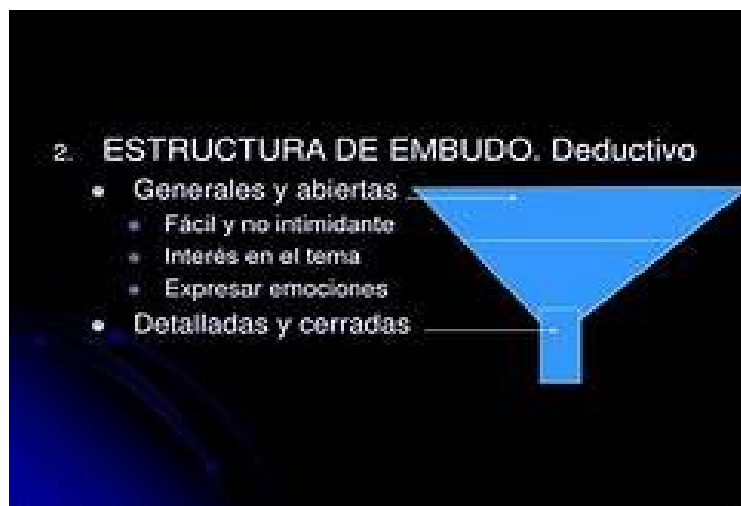 2. ESTRUCTURA DE EMBUDO. Deductivo
Generales y abiertas
Fácil y no intimidante
Interés en el tema
Expresar emociones
Detalladas y cerradas